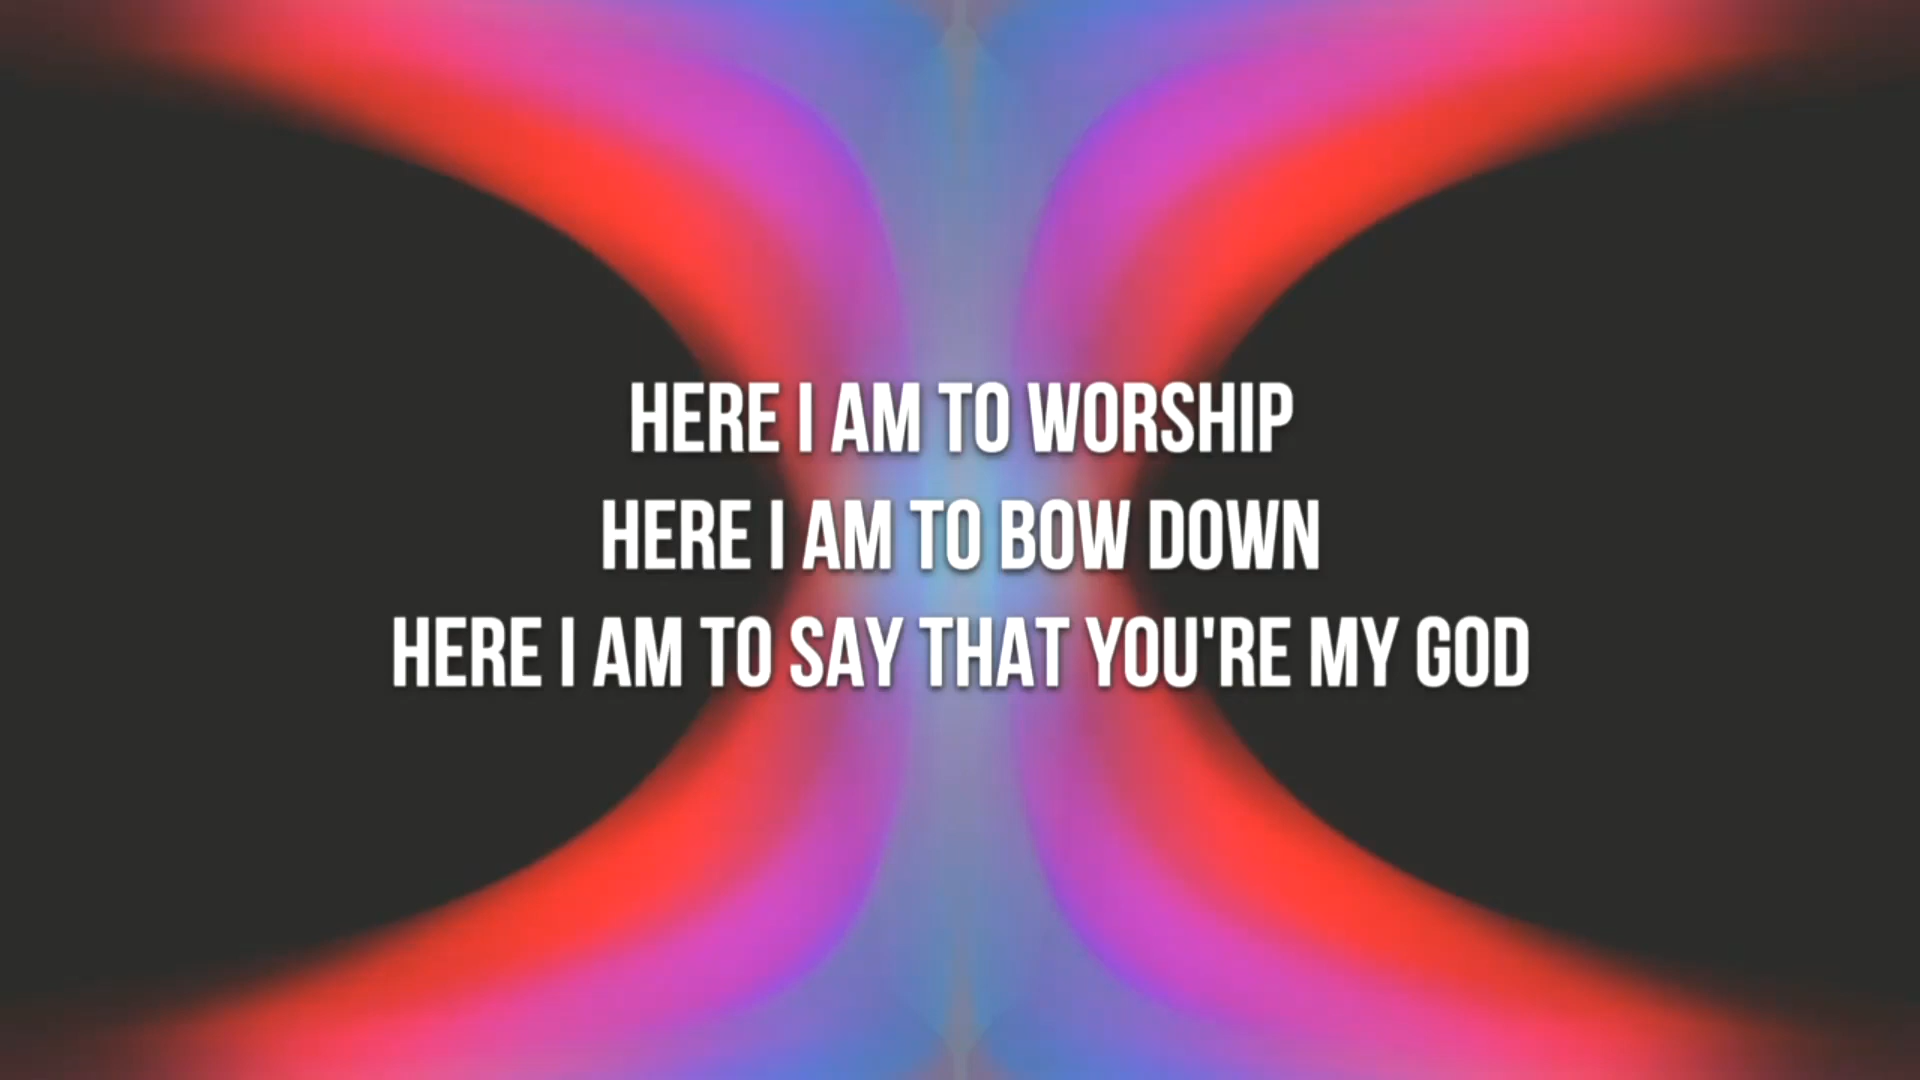 HERE I AM TO WORSHIP
HERE I AM TO BOW DOWN
HERE I AM TO SAY THAT YOU'RE MY GOD